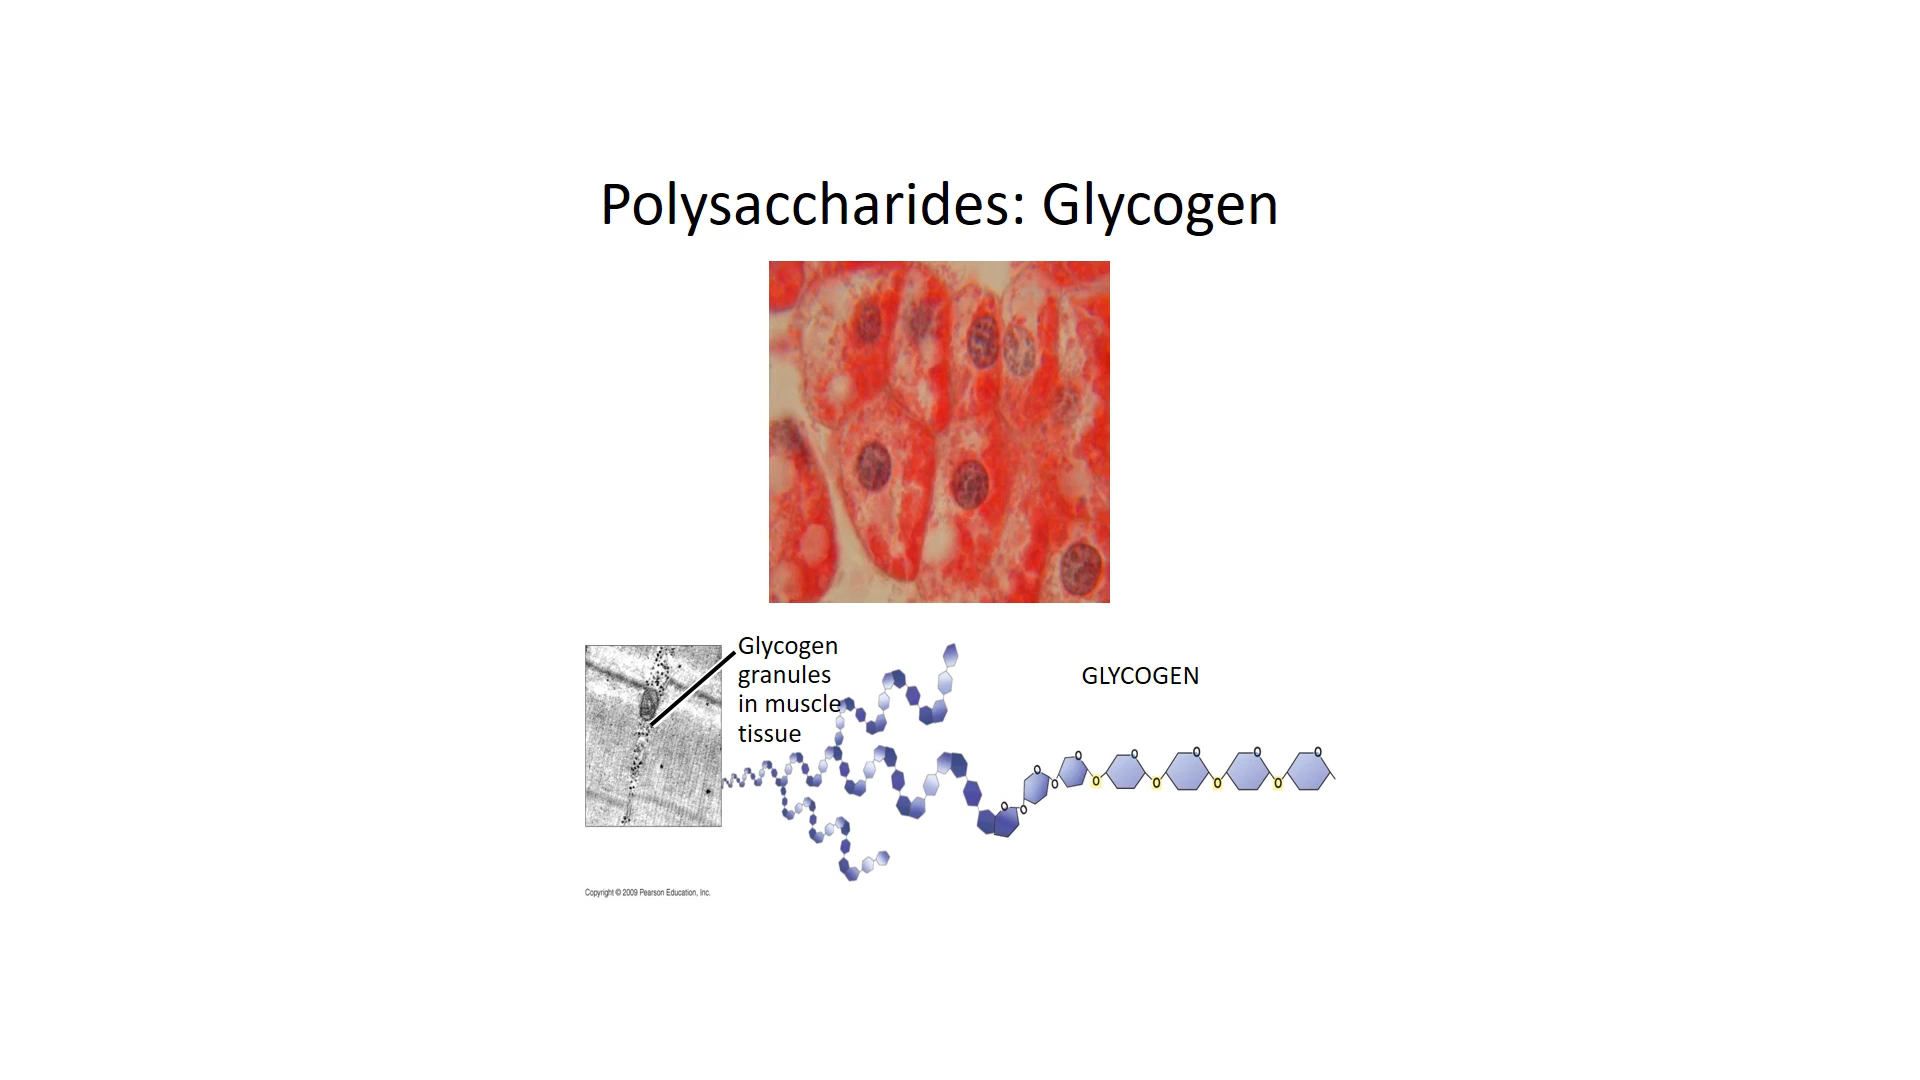 Polysaccharides: Glycogen
Glycogen
granules
in muscle
tissue
GLYCOGEN
O O O O O O O O
O O O O O O
Copyright © 2009 Pearson Education, Inc.